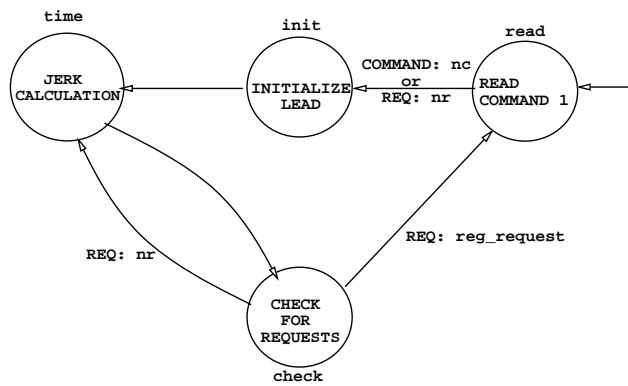 time
init
read
JERK
CALCULATION
INITIALIZE
LEAD
COMMAND: nc
or
REQ: nr
READ
COMMAND 1
REQ: nr
REQ: reg_request
CHECK
FOR
REQUESTS
check